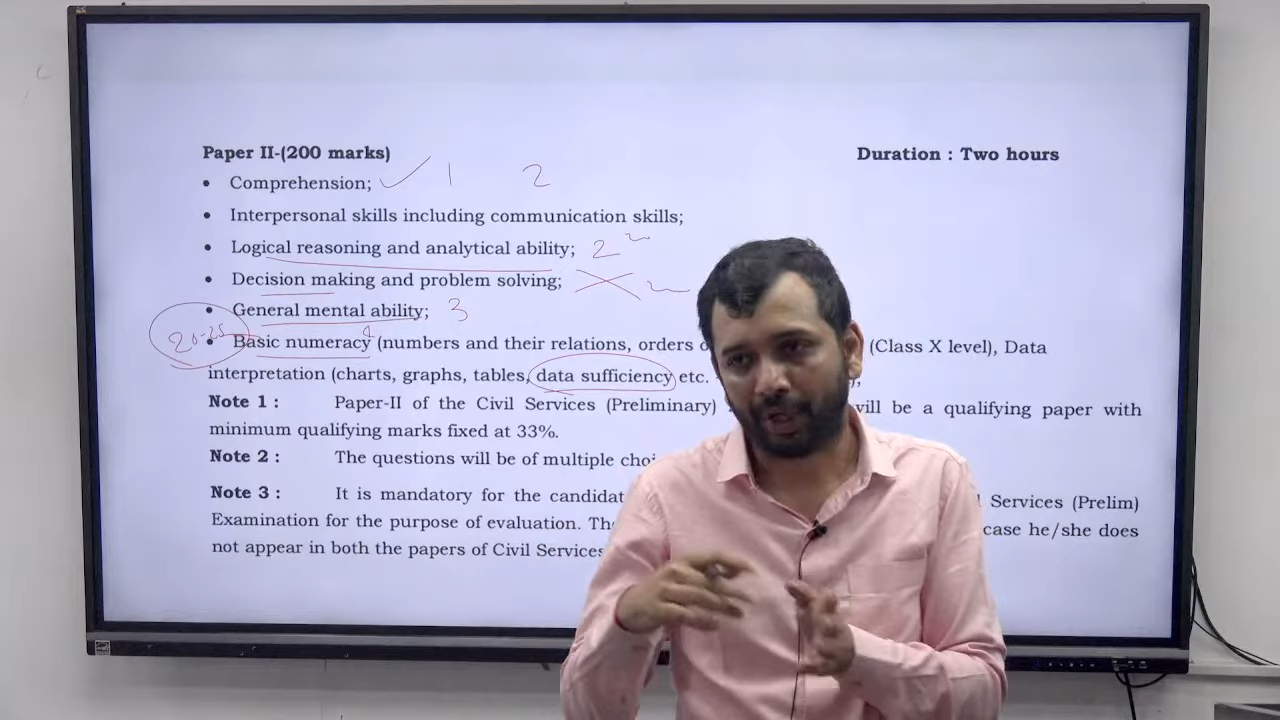 Paper II-(200 marks) Duration : Two hours
• Comprehension; ✓ 1 2
• Interpersonal skills including communication skills;
• Logical reasoning and analytical ability; 2
• Decision making and problem solving;
• General mental ability; 3
20-25 • Basic numeracy 4 (numbers and their relations, orders (Class X level), Data
interpretation (charts, graphs, tables, data sufficiency etc.
Note 1 : Paper-II of the Civil Services (Preliminary) will be a qualifying paper with
minimum qualifying marks fixed at 33%.
Note 2 : The questions will be of multiple
Note 3 : It is mandatory for the Services (Prelim)
Examination for the purpose of evaluation. case he/she does
not appear in both the papers of Civil Services